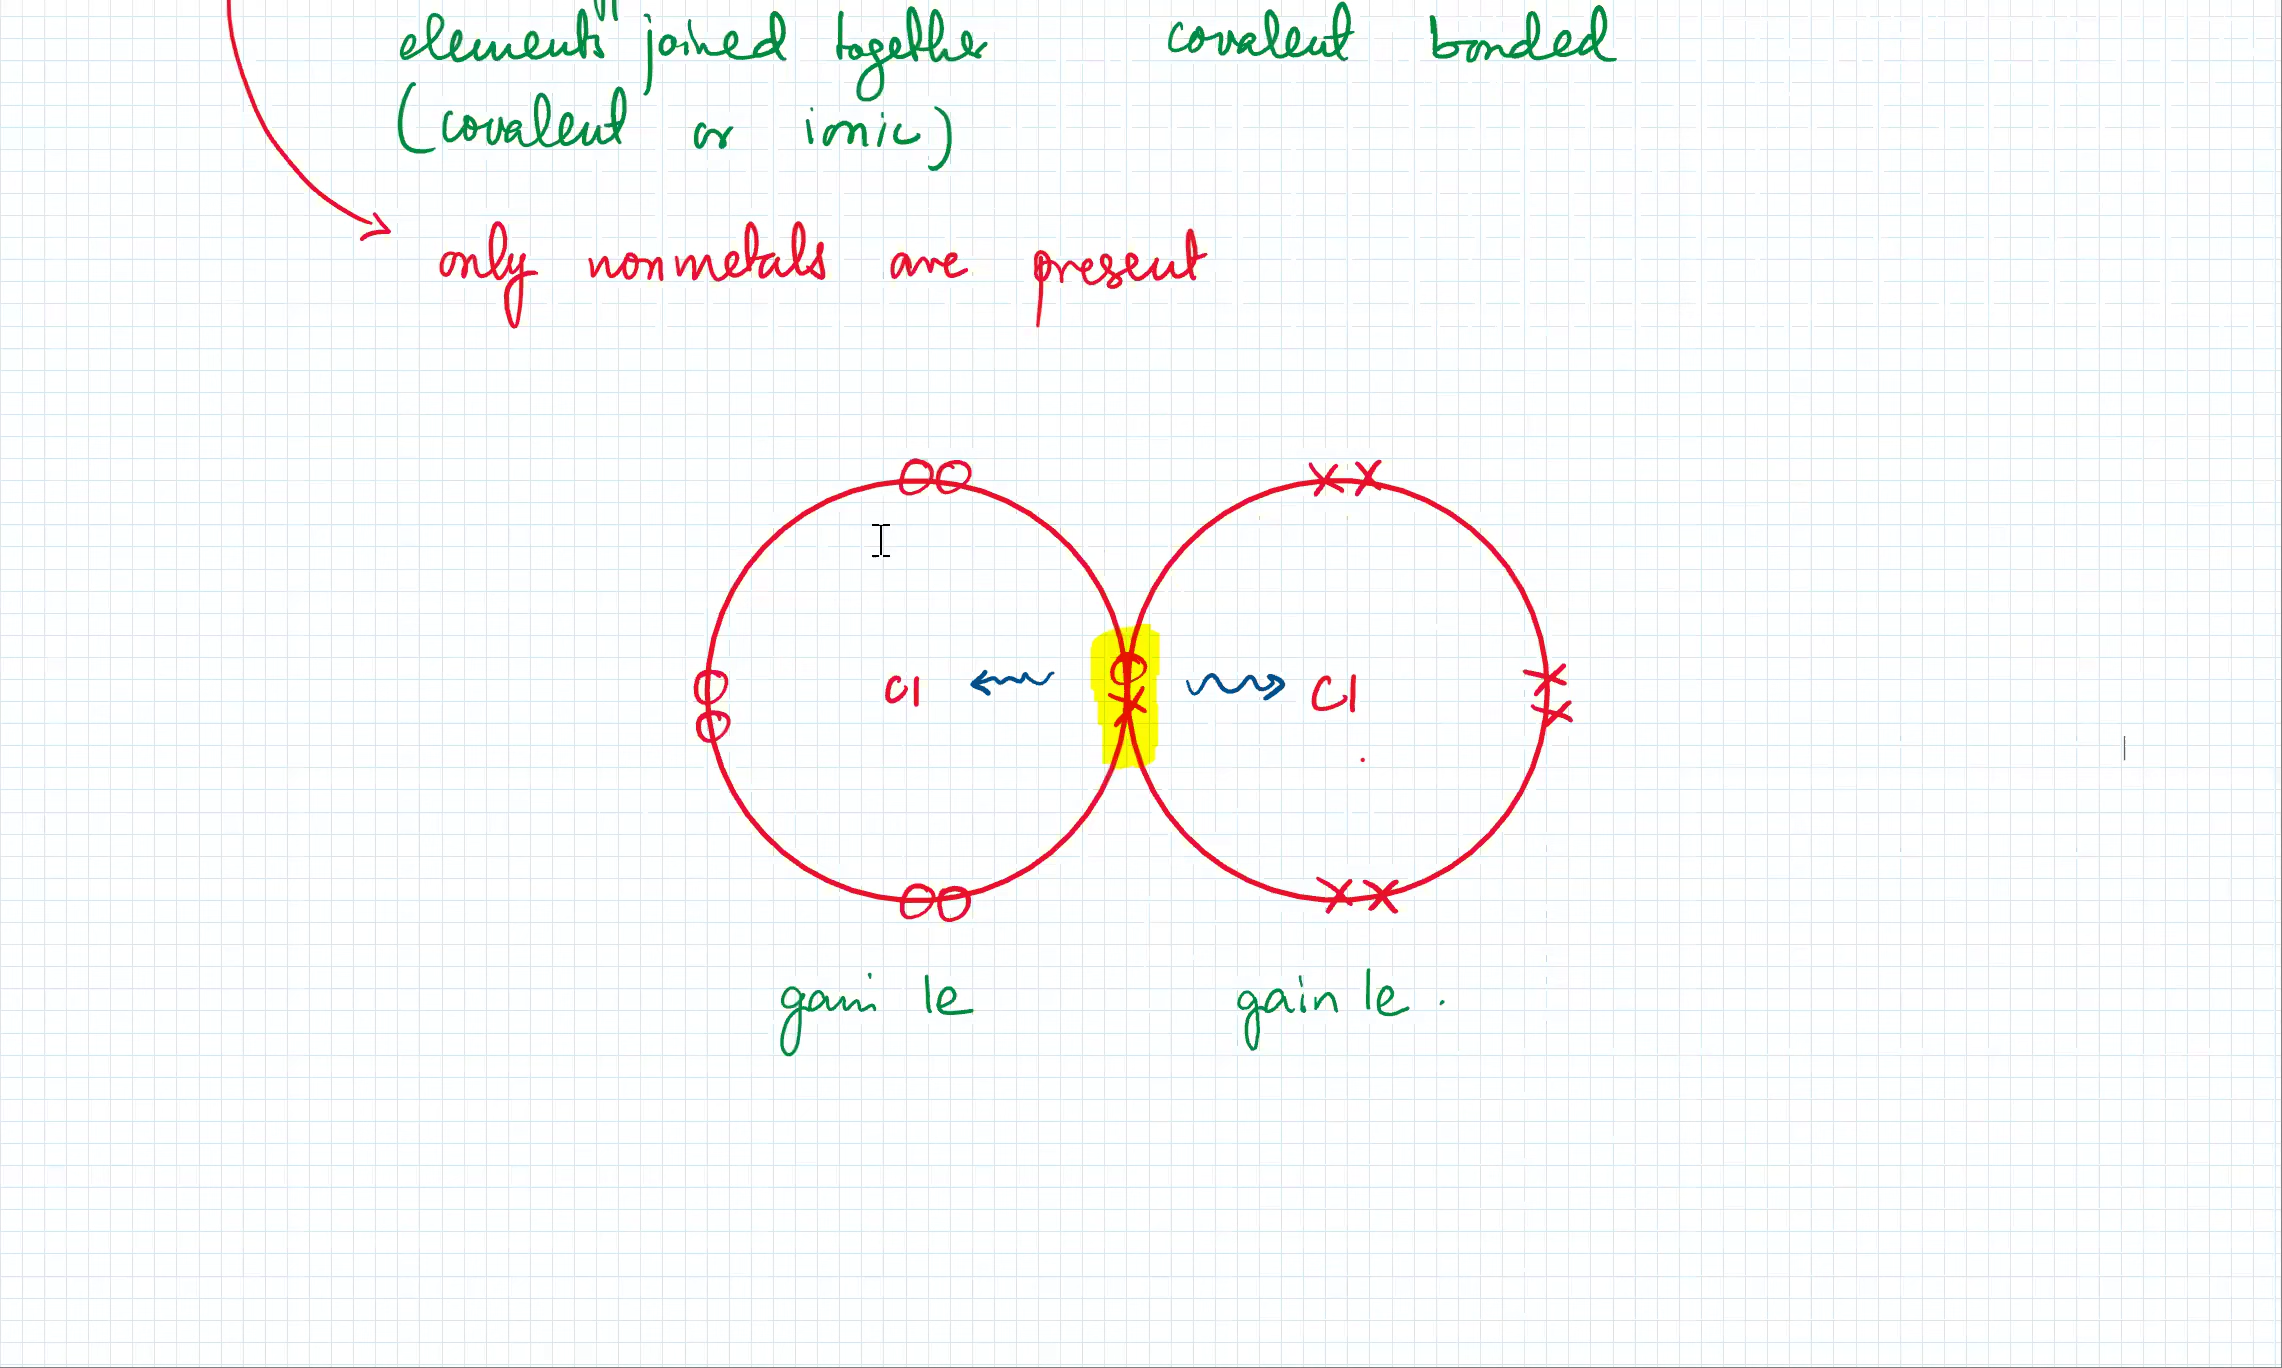 elements joined together
covalent bonded
(covalent or ionic)
only nonmetals are present
Cl
Cl
gain 1e
gain 1e.